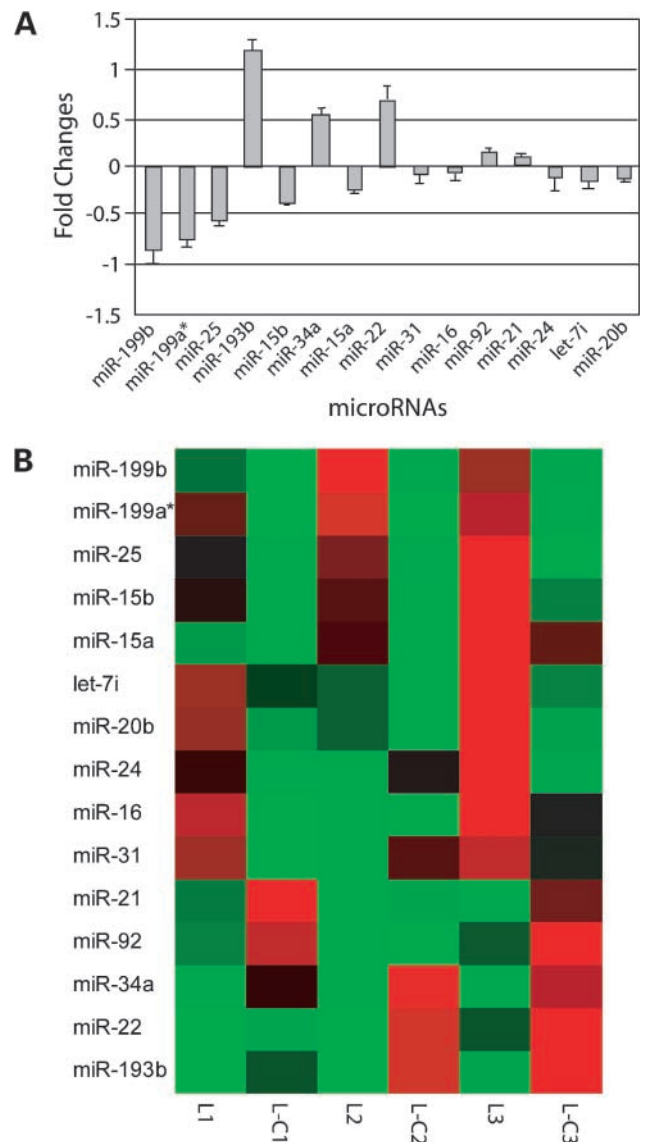 A
1.5
1
0.5
0
-0.5
-1
-1.5
Fold Changes
miR-199b
miR-199a*
miR-25
miR-193b
miR-15b
miR-34a
miR-15a
miR-22
miR-31
miR-16
miR-92
miR-21
miR-24
let-7i
miR-20b
microRNAs
B
miR-199b
miR-199a*
miR-25
miR-15b
miR-15a
let-7i
miR-20b
miR-24
miR-16
miR-31
miR-21
miR-92
miR-34a
miR-22
miR-193b
L1
L-C1
L2
L-C2
L3
L-C3